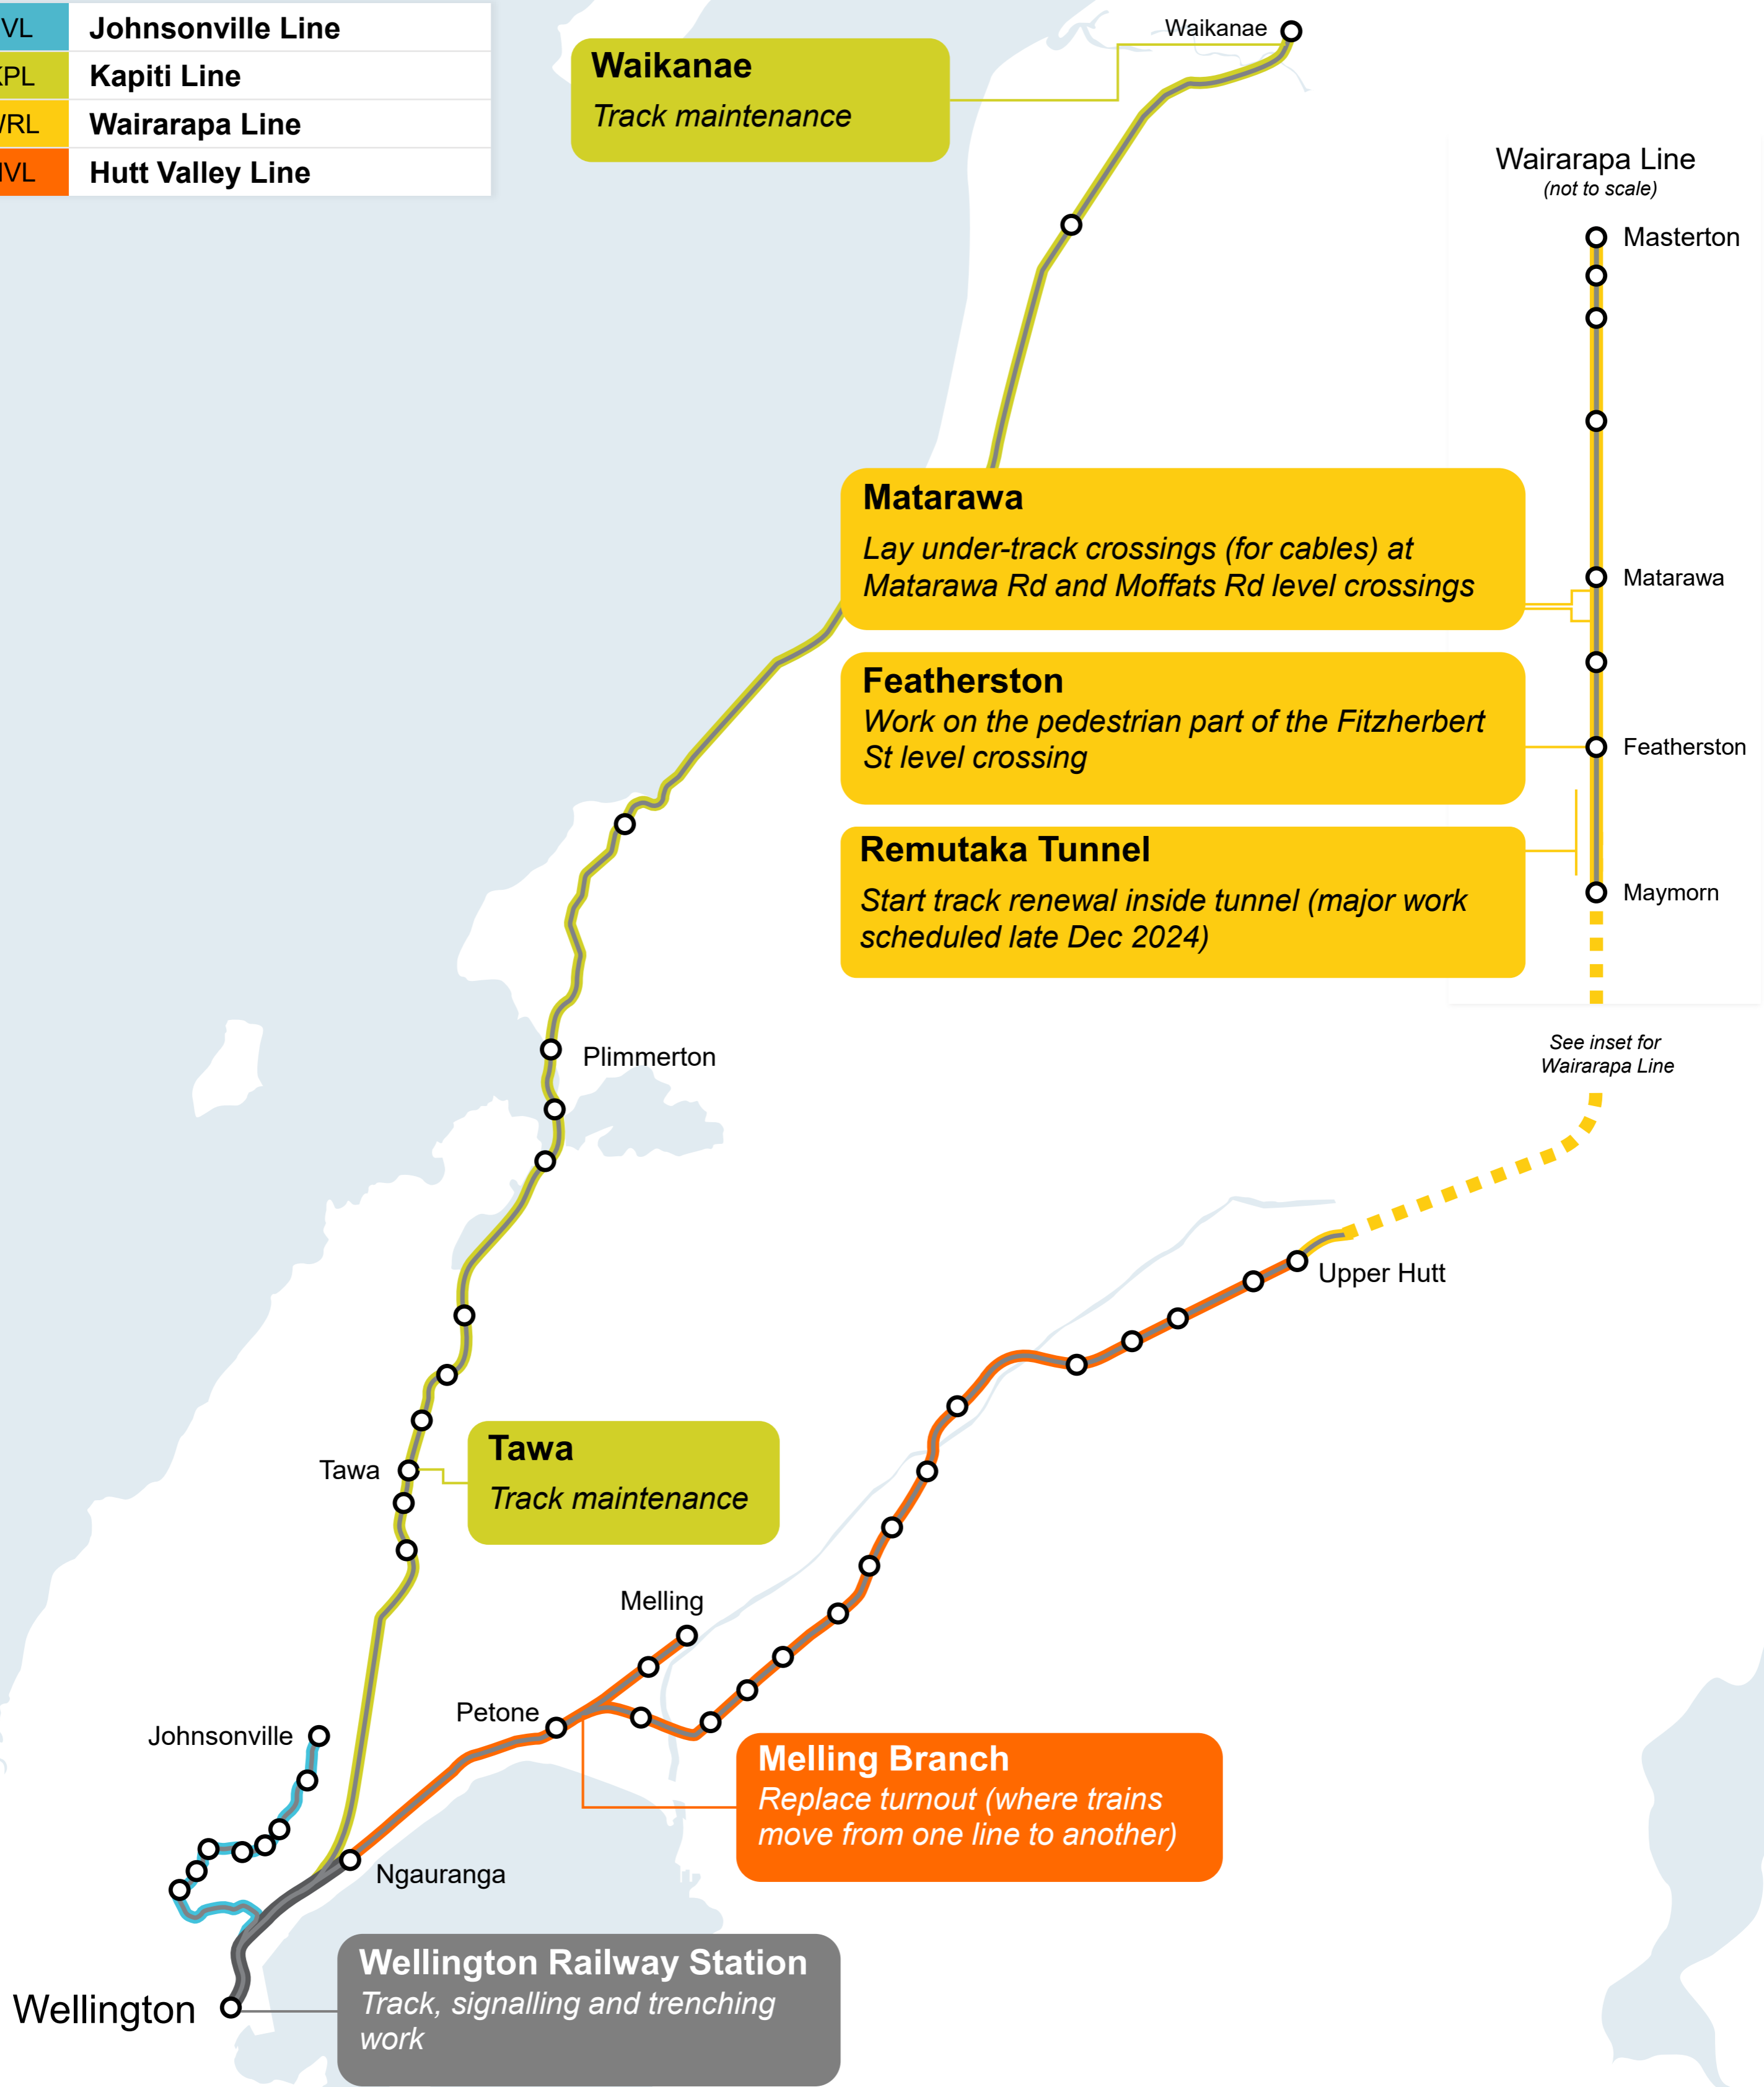 VL Johnsonville Line
PL Kapiti Line
RL Wairarapa Line
VL Hutt Valley Line
Waikanae
Waikanae
Track maintenance
Wairarapa Line
(not to scale)
Masterton
Matarawa
Lay under-track crossings (for cables) at
Matarawa Rd and Moffats Rd level crossings
Matarawa
Featherston
Work on the pedestrian part of the Fitzherbert
St level crossing
Featherston
Remutaka Tunnel
Start track renewal inside tunnel (major work
scheduled late Dec 2024)
Maymorn
See inset for
Wairarapa Line
Plimmerton
Upper Hutt
Tawa
Tawa
Track maintenance
Melling
Petone
Johnsonville
Melling Branch
Replace turnout (where trains
move from one line to another)
Ngauranga
Wellington Railway Station
Track, signalling and trenching
work
Wellington